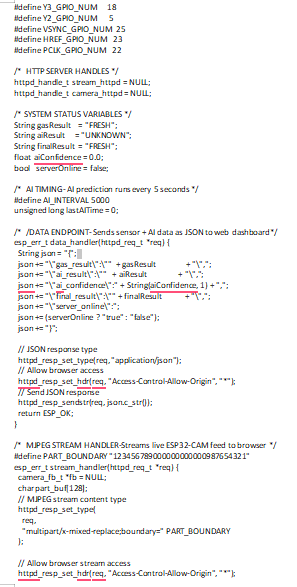 #define Y3_GPIO_NUM 18
#define Y2_GPIO_NUM 5
#define VSYNC_GPIO_NUM 25
#define HREF_GPIO_NUM 23
#define PCLK_GPIO_NUM 22
/* HTTP SERVER HANDLES */
httpd_handle_t stream_httpd = NULL;
httpd_handle_t camera_httpd = NULL;
/* SYSTEM STATUS VARIABLES */
String gasResult = "FRESH";
String aiResult = "UNKNOWN";
String finalResult = "FRESH";
float aiConfidence = 0.0;
bool serverOnline = false;
/* AI TIMING- AI prediction runs every 5 seconds */
#define AI_INTERVAL 5000
unsigned long lastAITime = 0;
/* /DATA ENDPOINT- Sends sensor + AI data as JSON to web dashboard*/
esp_err_t data_handler(httpd_req_t *req) {
String json = "{";
json += "\"gas_result\":\"" + gasResult + "\",";
json += "\"ai_result\":\"" + aiResult + "\",";
json += "\"ai_confidence\":" + String(aiConfidence, 1) + ",";
json += "\"final_result\":\"" + finalResult + "\",";
json += "\"server_online\":";
json += (serverOnline ? "true" : "false");
json += "}";
// JSON response type
httpd_resp_set_type(req, "application/json");
// Allow browser access
httpd_resp_set_hdr(req, "Access-Control-Allow-Origin", "*");
// Send JSON response
httpd_resp_sendstr(req, json.c_str());
return ESP_OK;
}
/* MJPEG STREAM HANDLER-Streams live ESP32-CAM feed to browser */
#define PART_BOUNDARY "123456789000000000000987654321"
esp_err_t stream_handler(httpd_req_t *req) {
camera_fb_t *fb = NULL;
charpart_buf[128];
// MJPEG stream content type
httpd_resp_set_type(
req,
"multipart/x-mixed-replace;boundary=" PART_BOUNDARY
);
// Allow browser stream access
httpd_resp_set_hdr(req, "Access-Control-Allow-Origin", "*");